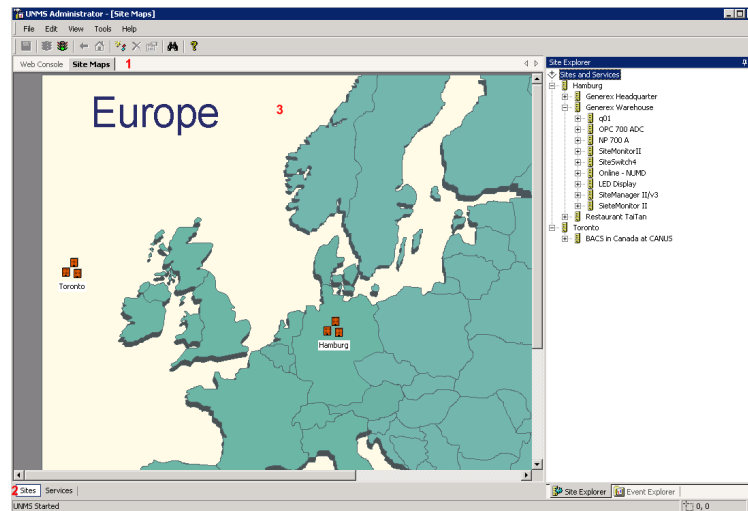 UNMS Administrator - [Site Maps]
File Edit View Tools Help
Web Console Site Maps 1
Europe
3
Toronto
Hamburg
2 Sites Services
UNMS Started
Site Explorer
Sites and Services
Hamburg
Generex Headquarter
Generex Warehouse
q01
OPC 700 ADC
NP 700 A
SiteMonitorII
SiteSwitch4
Online - NUMD
LED Display
SiteManager II/v3
SieteMonitor II
Restaurant TaiTan
Toronto
BACS in Canada at CANUS
Site Explorer Event Explorer
0, 0